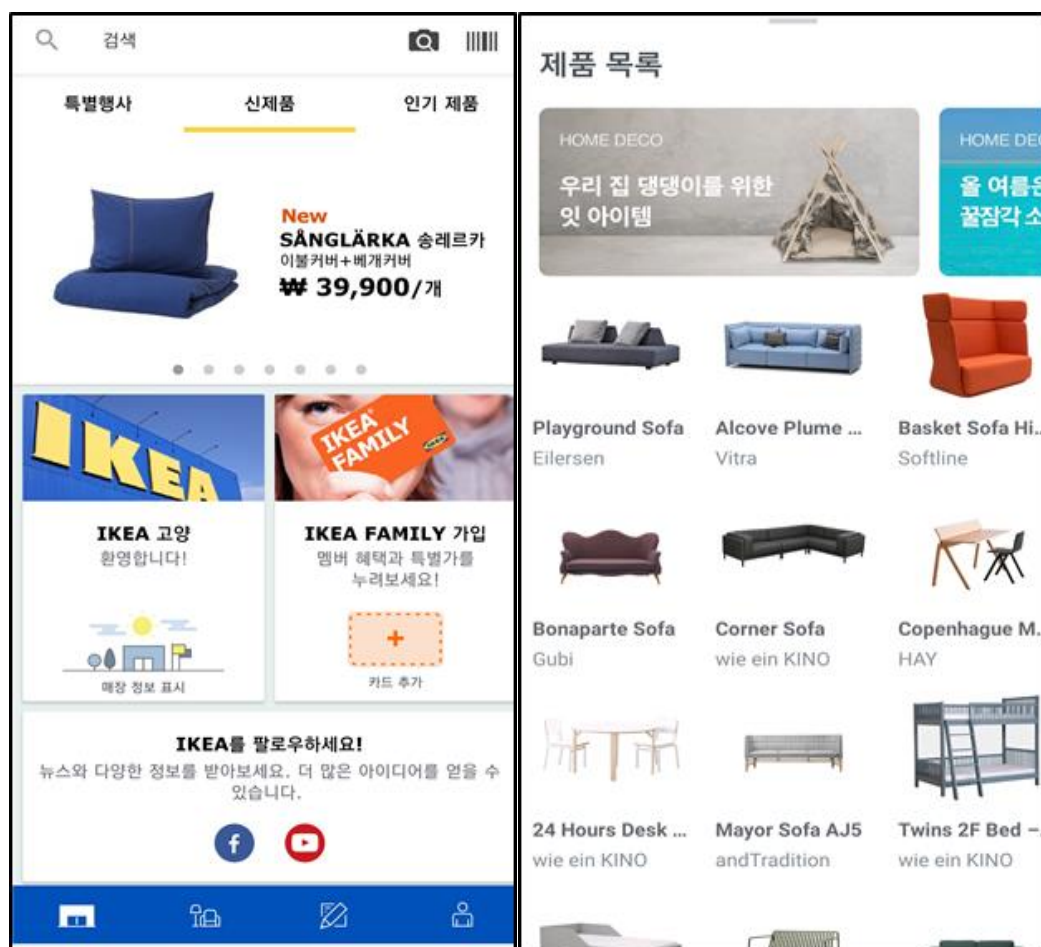 검색
특별행사 신제품 인기 제품
New
SÅNGLÄRKA 송레르카
이불커버+베개커버
₩ 39,900/개
IKEA
IKEA FAMILY
IKEA
IKEA 고양
환영합니다!
매장 정보 표시
IKEA FAMILY 가입
멤버 혜택과 특별가를
누려보세요!
+
카드 추가
IKEA를 팔로우하세요!
뉴스와 다양한 정보를 받아보세요. 더 많은 아이디어를 얻을 수
있습니다.
제품 목록
HOME DECO
우리 집 댕댕이를 위한
잇 아이템
HOME DE
올 여름은
꿀잠각 소
Playground Sofa
Eilersen
Alcove Plume ...
Vitra
Basket Sofa Hi..
Softline
Bonaparte Sofa
Gubi
Corner Sofa
wie ein KINO
Copenhague M.
HAY
24 Hours Desk ...
wie ein KINO
Mayor Sofa AJ5
andTradition
Twins 2F Bed –.
wie ein KINO